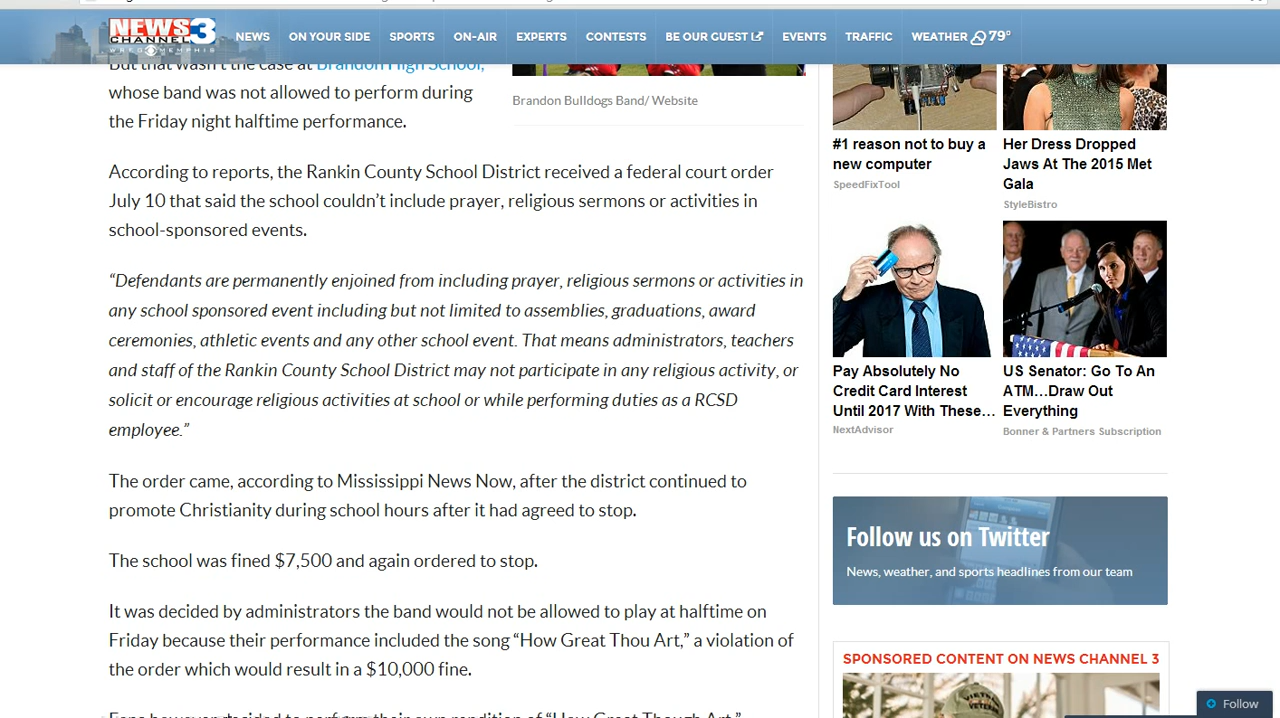 NEWS 3
CHANNEL
WREG MEMPHIS
NEWS ON YOUR SIDE SPORTS ON-AIR EXPERTS CONTESTS BE OUR GUEST EVENTS TRAFFIC WEATHER 79°
But that wasn't the case at Brandon High School,
whose band was not allowed to perform during
the Friday night halftime performance.
Brandon Bulldogs Band/ Website
According to reports, the Rankin County School District received a federal court order
July 10 that said the school couldn’t include prayer, religious sermons or activities in
school-sponsored events.
“Defendants are permanently enjoined from including prayer, religious sermons or activities in
any school sponsored event including but not limited to assemblies, graduations, award
ceremonies, athletic events and any other school event. That means administrators, teachers
and staff of the Rankin County School District may not participate in any religious activity, or
solicit or encourage religious activities at school or while performing duties as a RCSD
employee.”
The order came, according to Mississippi News Now, after the district continued to
promote Christianity during school hours after it had agreed to stop.
The school was fined $7,500 and again ordered to stop.
It was decided by administrators the band would not be allowed to play at halftime on
Friday because their performance included the song “How Great Thou Art,” a violation of
the order which would result in a $10,000 fine.
Fans however decided to perform their own rendition of “How Great Though Art.”
#1 reason not to buy a
new computer
SpeedFixTool
Her Dress Dropped
Jaws At The 2015 Met
Gala
StyleBistro
Pay Absolutely No
Credit Card Interest
Until 2017 With These…
NextAdvisor
US Senator: Go To An
ATM…Draw Out
Everything
Bonner & Partners Subscription
Follow us on Twitter
News, weather, and sports headlines from our team
SPONSORED CONTENT ON NEWS CHANNEL 3
VIETNAM
VETERAN
Follow